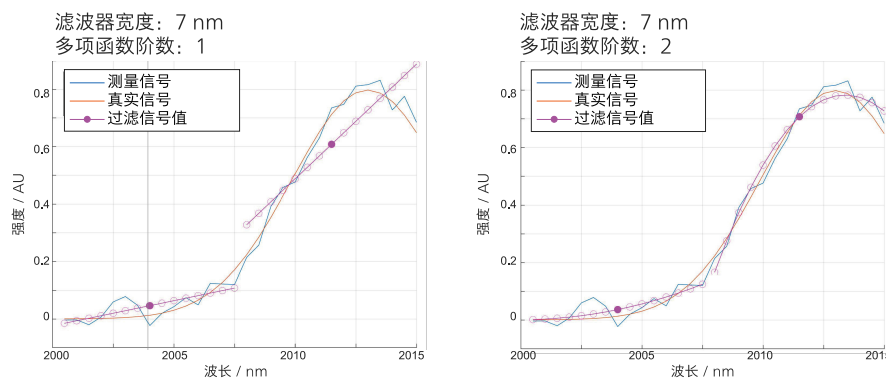 滤波器宽度：7 nm
多项函数阶数：1
测量信号
真实信号
过滤信号值
0,8
0,6
0,4
0,2
0
强度 / AU
2000
2005
2010
2015
波长 / nm
滤波器宽度：7 nm
多项函数阶数：2
测量信号
真实信号
过滤信号值
0,8
0,6
0,4
0,2
0
强度 / AU
2000
2005
2010
201
波长 / nm